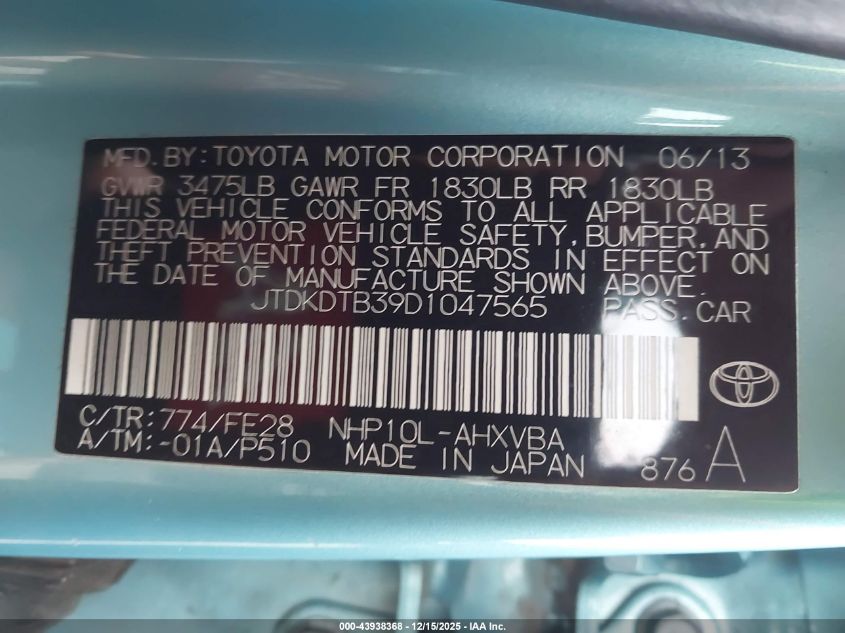 MFD. BY: TOYOTA MOTOR CORPORATION 06/13
GVWR 3475LB GAWR FR 1830LB RR 1830LB
THIS VEHICLE CONFORMS TO ALL APPLICABLE
FEDERAL MOTOR VEHICLE SAFETY, BUMPER, AND
THEFT PREVENTION STANDARDS IN EFFECT ON
THE DATE OF MANUFACTURE SHOWN ABOVE.
JTDKDTB39D1047565 PASS. CAR
C/TR: 774/FE28 NHP10L-AHXVBA
A/TM: -01A/P510 MADE IN JAPAN 876 A
000-43938368 - 12/15/2025 - IAA Inc.